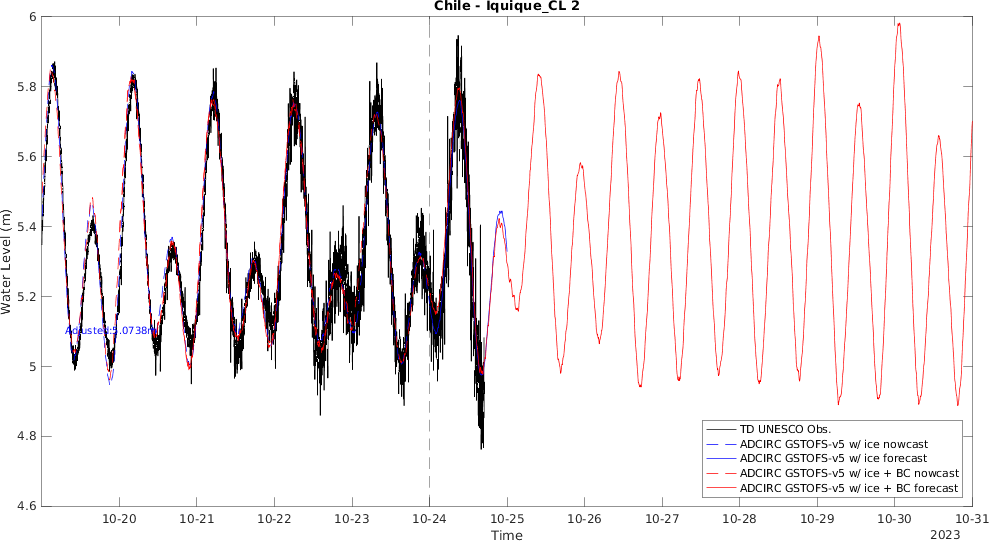 Chile - Iquique_CL 2
Water Level (m)
6
5.8
5.6
5.4
5.2
5
4.8
4.6
Adjusted:5.0738m
TD UNESCO Obs.
ADCIRC GSTOFS-v5 w/ ice nowcast
ADCIRC GSTOFS-v5 w/ ice forecast
ADCIRC GSTOFS-v5 w/ ice + BC nowcast
ADCIRC GSTOFS-v5 w/ ice + BC forecast
10-20 10-21 10-22 10-23 10-24 10-25 10-26 10-27 10-28 10-29 10-30 10-31
Time
2023